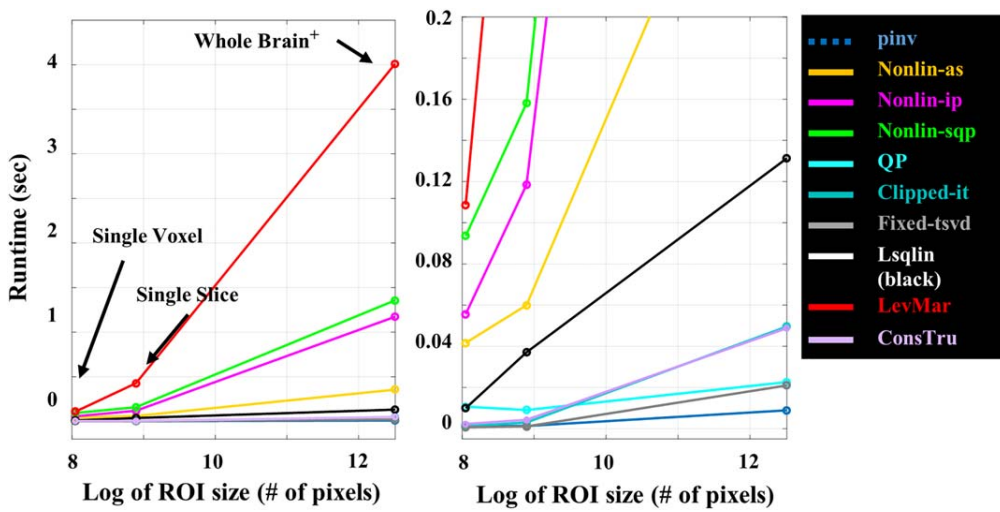 Whole Brain+
Single Voxel
Single Slice
Runtime (sec)
4
3
2
1
0
8
10
12
Log of ROI size (# of pixels)
0.2
0.16
0.12
0.08
0.04
0
8
10
12
Log of ROI size (# of pixels)
pinv
Nonlin-as
Nonlin-ip
Nonlin-sqp
QP
Clipped-it
Fixed-tsvd
Lsqlin
(black)
LevMar
ConsTru